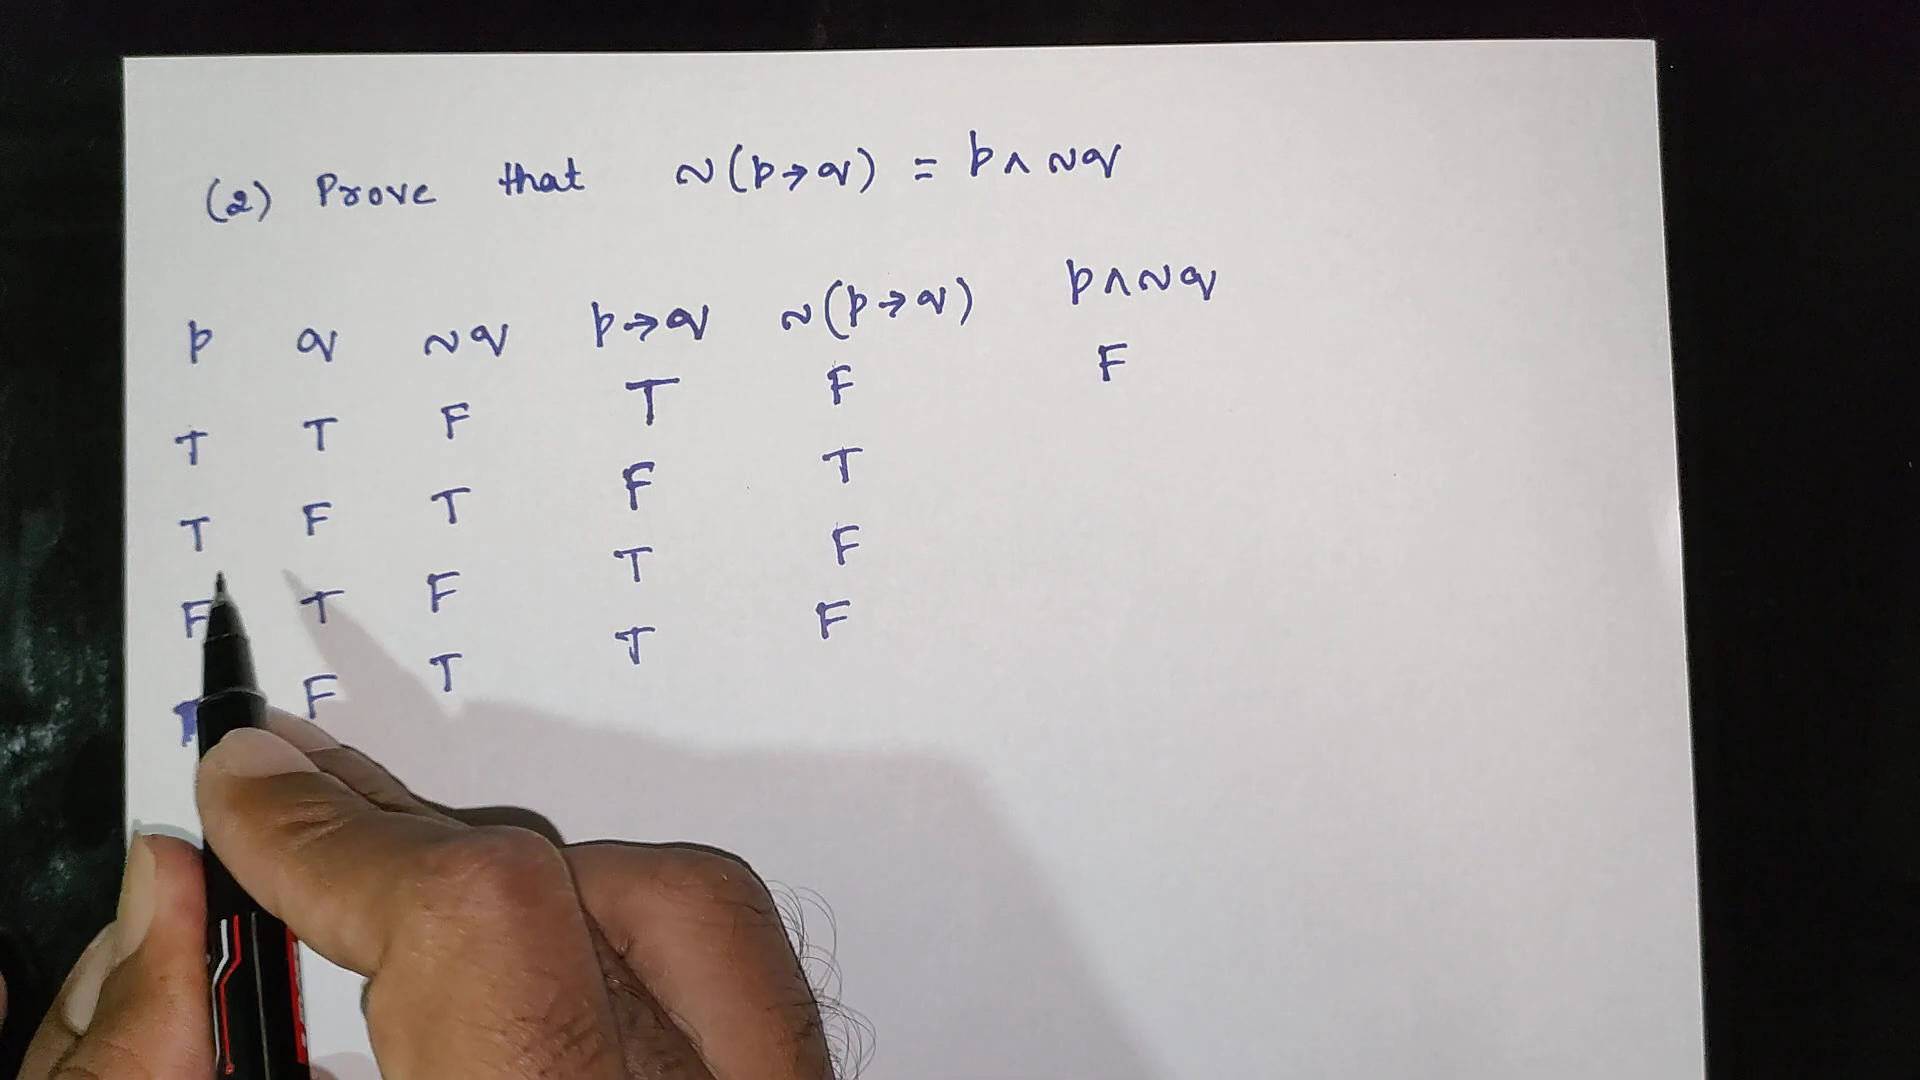 (2) Prove that ~(p→q) = p∧~q
p q ~q p→q ~(p→q) p∧~q
T T F T F F
T F T F T
F T F T F
F T T F